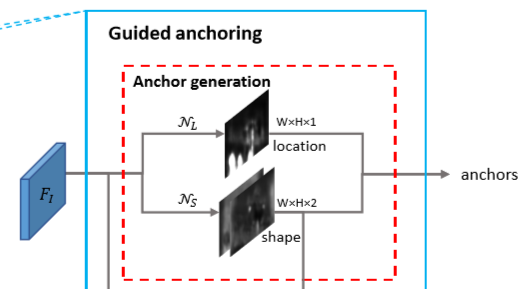 Guided anchoring
Anchor generation
𝒩_L
W×H×1
location
anchors
F_I
𝒩_S
W×H×2
shape